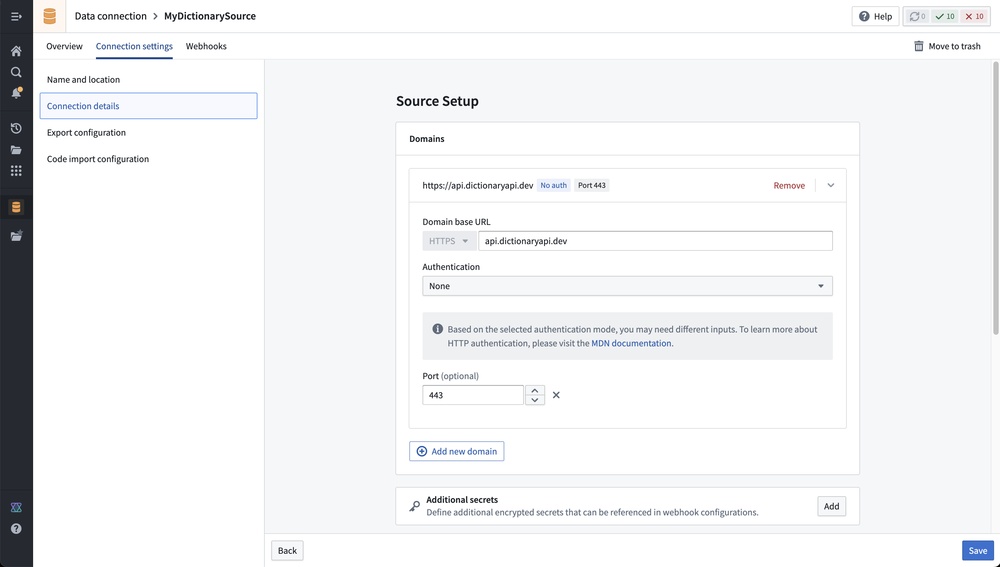 Data connection > MyDictionarySource
Help
0
10
10
Overview
Connection settings
Webhooks
Move to trash
Name and location
Connection details
Export configuration
Code import configuration
Source Setup
Domains
https://api.dictionaryapi.dev No auth Port 443
Remove
Domain base URL
HTTPS
api.dictionaryapi.dev
Authentication
None
Based on the selected authentication mode, you may need different inputs. To learn more about
HTTP authentication, please visit the MDN documentation.
Port (optional)
443
Add new domain
Additional secrets
Define additional encrypted secrets that can be referenced in webhook configurations.
Add
Back
Save